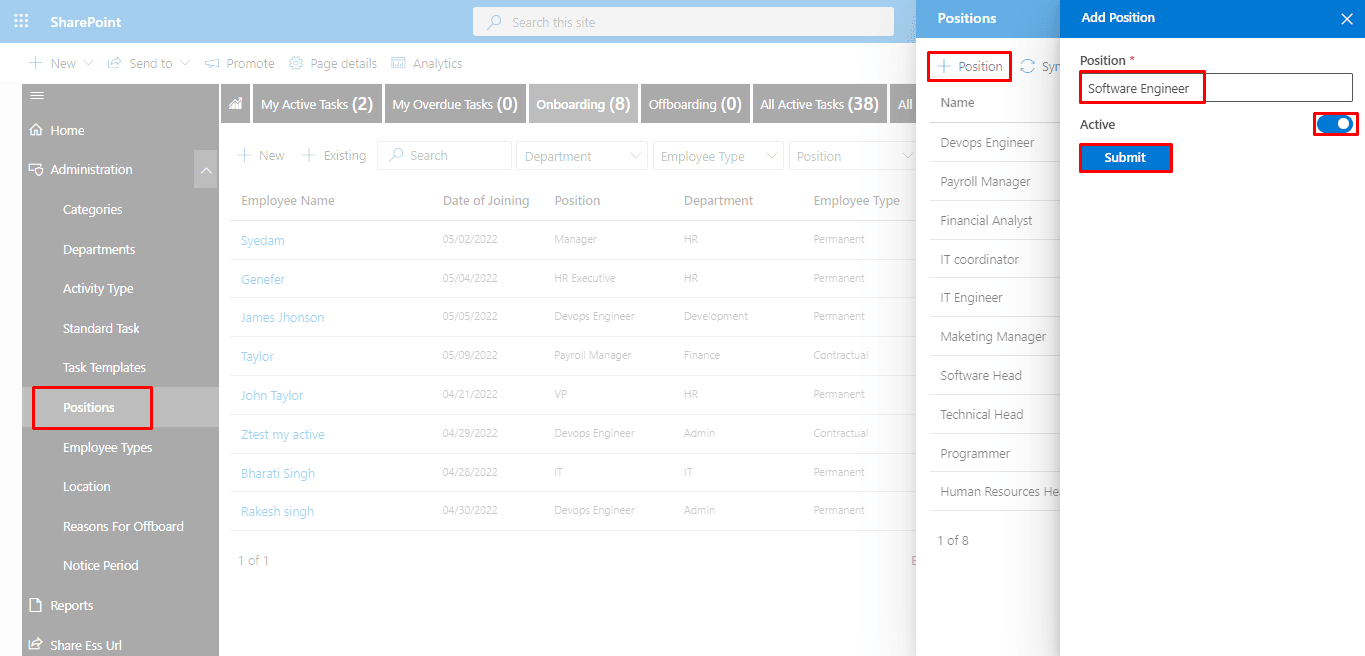 SharePoint
Search this site
New Send to Promote Page details Analytics
Home
Administration
Categories
Departments
Activity Type
Standard Task
Task Templates
Positions
Employee Types
Location
Reasons For Offboard
Notice Period
Reports
Share Ess Url
My Active Tasks (2) My Overdue Tasks (0) Onboarding (8) Offboarding (0) All Active Tasks (38) All
New Existing Search Department Employee Type Position
Employee Name Date of Joining Position Department Employee Type
Syedam 05/02/2022 Manager HR Permanent
Genefer 05/04/2022 HR Executive HR Permanent
James Jhonson 05/05/2022 Devops Engineer Development Permanent
Taylor 05/09/2022 Payroll Manager Finance Contractual
John Taylor 04/21/2022 VP HR Permanent
Ztest my active 04/29/2022 Devops Engineer Admin Contractual
Bharati Singh 04/28/2022 IT IT Permanent
Rakesh singh 04/30/2022 Devops Engineer Admin Permanent
1 of 1
Positions
Position Syn
Name
Devops Engineer
Payroll Manager
Financial Analyst
IT coordinator
IT Engineer
Maketing Manager
Software Head
Technical Head
Programmer
Human Resources He
1 of 8
Add Position
Position *
Software Engineer
Active
Submit